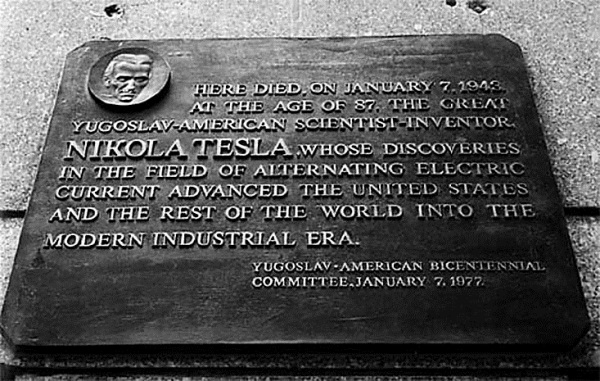 HERE DIED, ON JANUARY 7, 1943,
AT THE AGE OF 87, THE GREAT
YUGOSLAV-AMERICAN SCIENTIST-INVENTOR,
NIKOLA TESLA, WHOSE DISCOVERIES
IN THE FIELD OF ALTERNATING ELECTRIC
CURRENT ADVANCED THE UNITED STATES
AND THE REST OF THE WORLD INTO THE
MODERN INDUSTRIAL ERA.
YUGOSLAV-AMERICAN BICENTENNIAL
COMMITTEE, JANUARY 7, 1977.